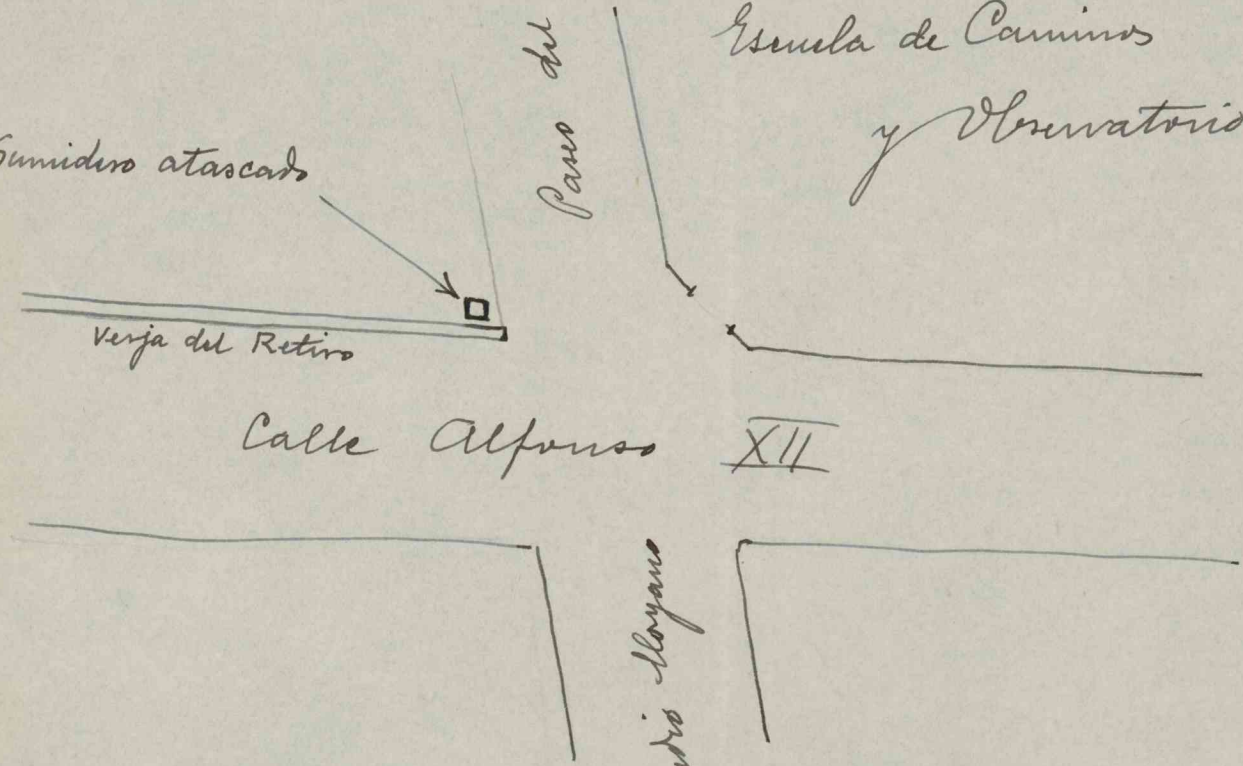 Escuela de Caminos
y Observatorio
Paseo del
Sumidero atascado
Verja del Retiro
Calle Alfonso XII
Moyano